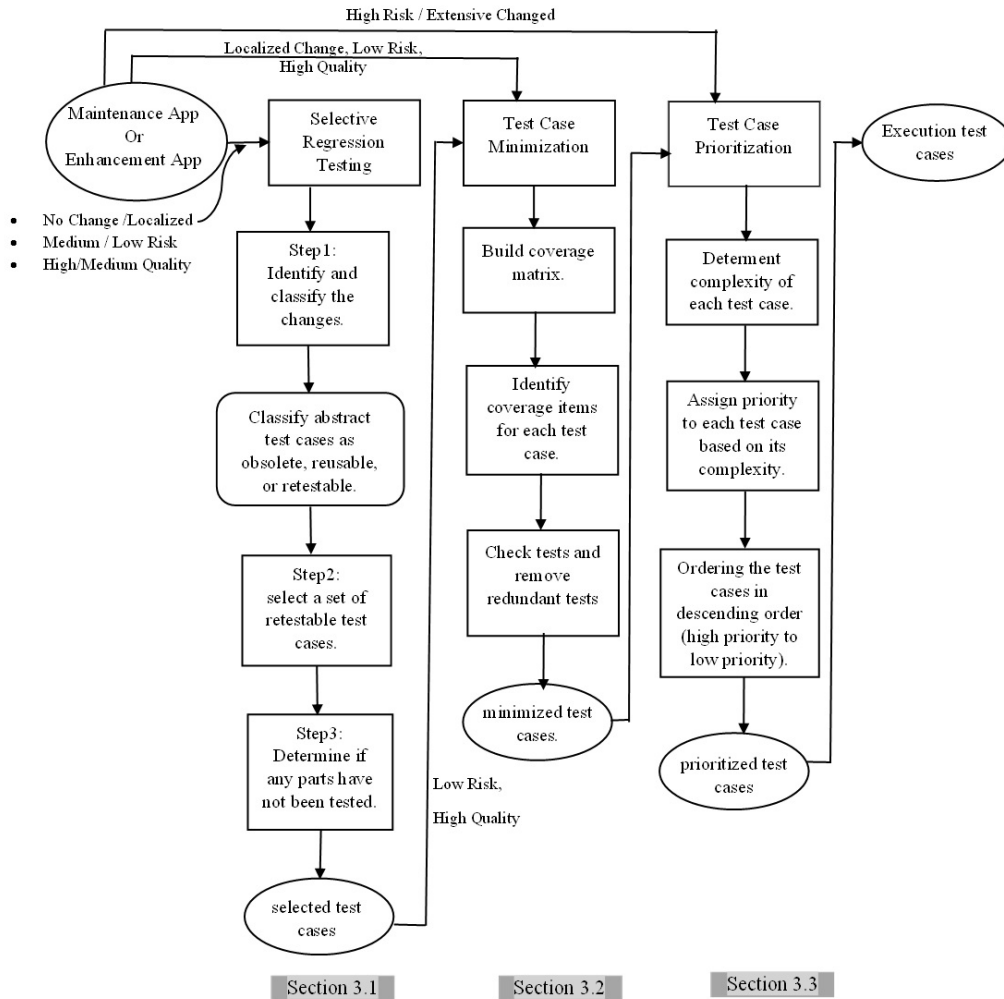 High Risk / Extensive Changed
Localized Change, Low Risk,
High Quality
Maintenance App
Or
Enhancement App
• No Change /Localized
• Medium / Low Risk
• High/Medium Quality
Selective
Regression
Testing
Step1:
Identify and
classify the
changes.
Classify abstract
test cases as
obsolete, reusable,
or retestable.
Step2:
select a set of
retestable test
cases.
Step3:
Determine if
any parts have
not been tested.
selected test
cases
Low Risk,
High Quality
Test Case
Minimization
Build coverage
matrix.
Identify
coverage items
for each test
case.
Check tests and
remove
redundant tests
minimized test
cases.
Test Case
Prioritization
Determent
complexity of
each test case.
Assign priority
to each test case
based on its
complexity.
Ordering the test
cases in
descending order
(high priority to
low priority).
prioritized test
cases
Execution test
cases
Section 3.1
Section 3.2
Section 3.3